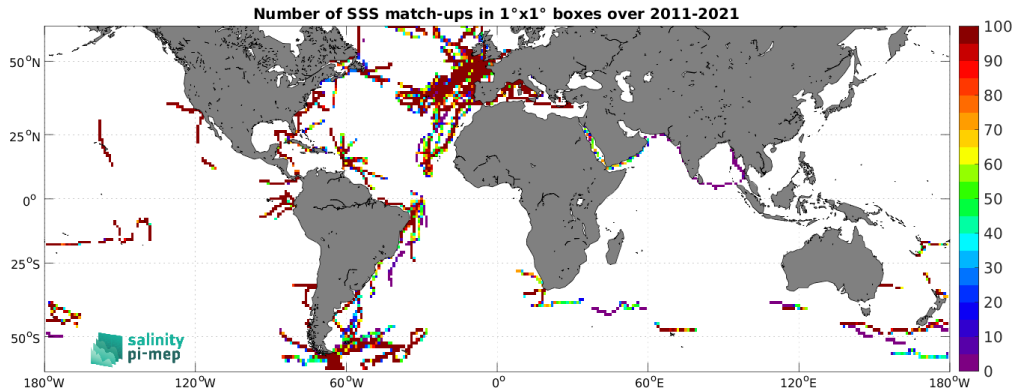 Number of SSS match-ups in 1°x1° boxes over 2011-2021
100
90
80
70
60
50
40
30
20
10
0
50°N
25°N
0°
25°S
50°S
salinity
pi-mep
180°W
120°W
60°W
0°
60°E
120°E
180°W